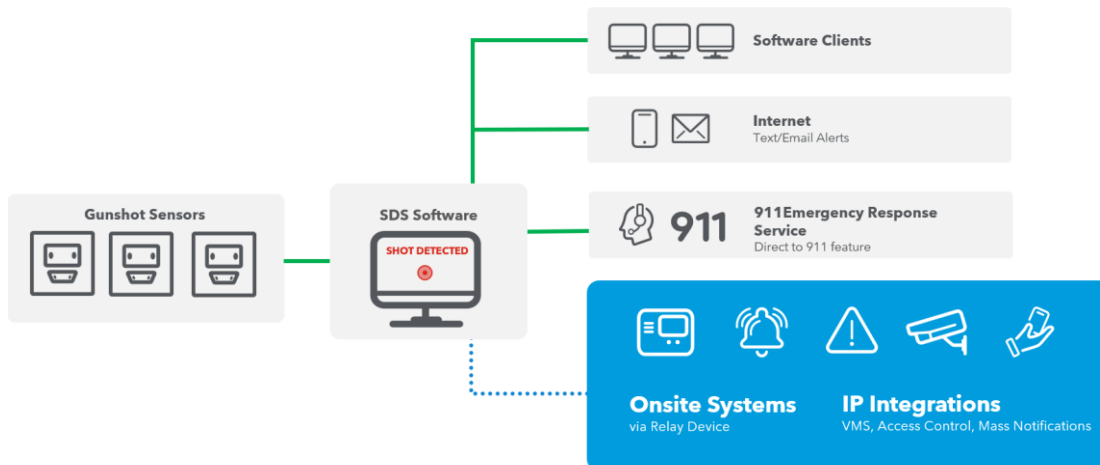 Software Clients
Internet
Text/Email Alerts
911
911Emergency Response
Service
Direct to 911 feature
Gunshot Sensors
SDS Software
SHOT DETECTED
Onsite Systems
via Relay Device
IP Integrations
VMS, Access Control, Mass Notifications